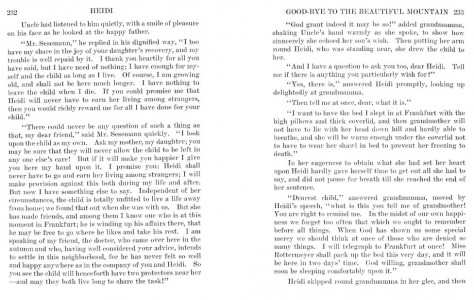 232 HEIDI
Uncle had listened to him quietly, with a smile of pleasure
on his face as he looked at the happy father.
"Mr. Sesemann," he replied in his dignified way, "I too
have my share in the joy of your daughter's recovery, and my
trouble is well repaid by it. I thank you heartily for all you
have said, but I have need of nothing; I have enough for my-
self and the child as long as I live. Of course, I am growing
old, and shall not be here much longer. I have nothing to
leave the child when I die. If you could promise me that
Heidi will never have to earn her living among strangers,
then you would richly reward me for all I have done for your
child."
"There could never be any question of such a thing as
that, my dear friend," said Mr. Sesemann quickly. "I look
upon the child as my own. Ask my mother, my daughter; you
may be sure that they will never allow the child to be left in
any one else's care! But if it will make you happier I give
you here my hand upon it. I promise you: Heidi shall
never have to go and earn her living among strangers; I will
make provision against this both during my life and after.
But now I have something else to say. Independent of her
circumstances, the child is totally unfitted to live a life away
from home; we found that out when she was with us. But she
has made friends, and among them I know one who is at this
moment in Frankfurt; he is winding up his affairs there, that
he may be free to go where he likes and take his rest. I am
speaking of my friend, the doctor, who came over here in the
autumn and who, having well considered your advice, intends
to settle in this neighborhood, for he has never felt so well
and happy anywhere as in the company of you and Heidi. So
you see the child will henceforth have two protectors near her
—and may they both live long to share the task!"
GOOD-BYE TO THE BEAUTIFUL MOUNTAIN 233
"God grant indeed it may be so!" added grandmamma,
shaking Uncle's hand warmly as she spoke, to show how
sincerely she echoed her son's wish. Then putting her arm
round Heidi, who was standing near, she drew the child to
her.
"And I have a question to ask you too, dear Heidi. Tell
me if there is anything you particularly wish for?"
"Yes, there is," answered Heidi promptly, looking up
delightedly at grandmamma.
"Then tell me at once, dear, what it is."
"I want to have the bed I slept in at Frankfurt with the
high pillows and thick coverlid, and then grandmother will
not have to lie with her head down hill and hardly able to
breathe, and she will be warm enough under the coverlid not
to have to wear her shawl in bed to prevent her freezing to
death."
In her eagerness to obtain what she had set her heart
upon Heidi hardly gave herself time to get out all she had to
say, and did not pause for breath till she reached the end of
her sentence.
"Dearest child," answered grandmamma, moved by
Heidi's speech, "what is this you tell me of grandmother!
You are right to remind me. In the midst of our own happi-
ness we forget too often that which we ought to remember
before all things. When God has shown us some special
mercy we should think at once of those who are denied so
many things. I will telegraph to Frankfurt at once! Miss
Rottermeyer shall pack up the bed this very day, and it will
be here in two days' time. God willing, grandmother shall
soon be sleeping comfortably upon it."
Heidi skipped round grandmamma in her glee, and then